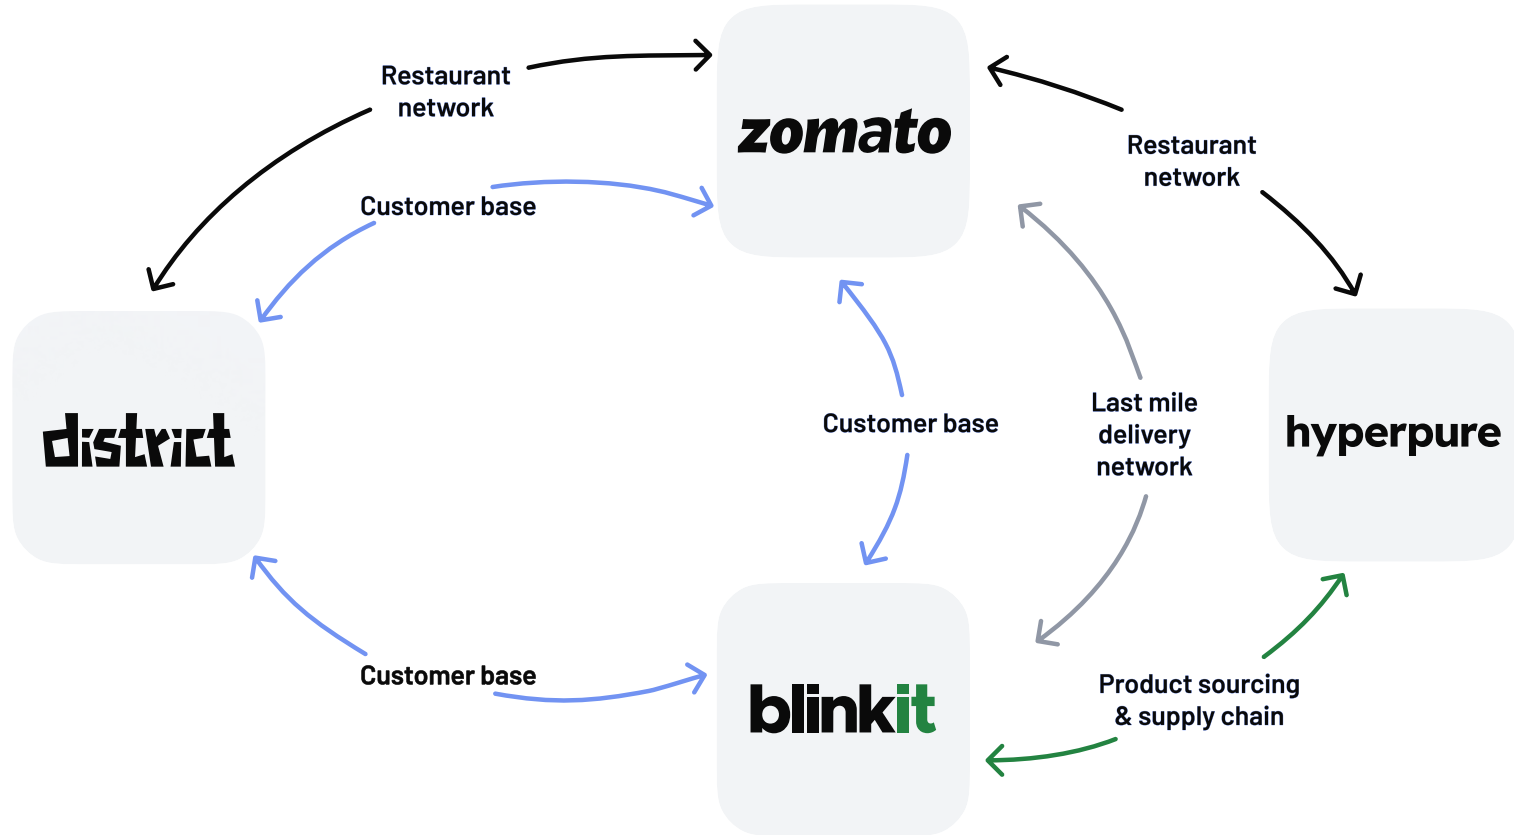 Restaurant
network
zomato
Restaurant
network
Customer base
Customer base
Last mile
delivery
network
district
hyperpure
Customer base
blinkit
Product sourcing
& supply chain